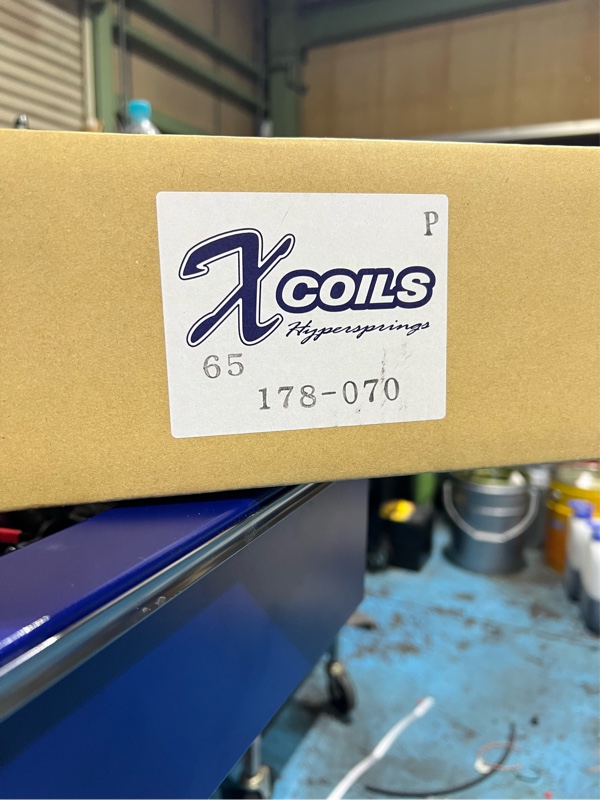 P
X COILS
Hypersprings
65
178-070